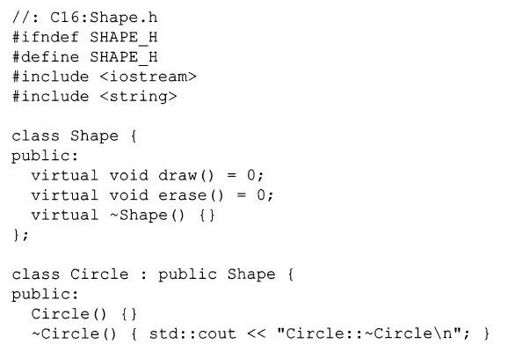 //: C16:Shape.h
#ifndef SHAPE_H
#define SHAPE_H
#include <iostream>
#include <string>

class Shape {
public:
  virtual void draw() = 0;
  virtual void erase() = 0;
  virtual ~Shape() {}
};

class Circle : public Shape {
public:
  Circle() {}
  ~Circle() { std::cout << "Circle::~Circle\n"; }